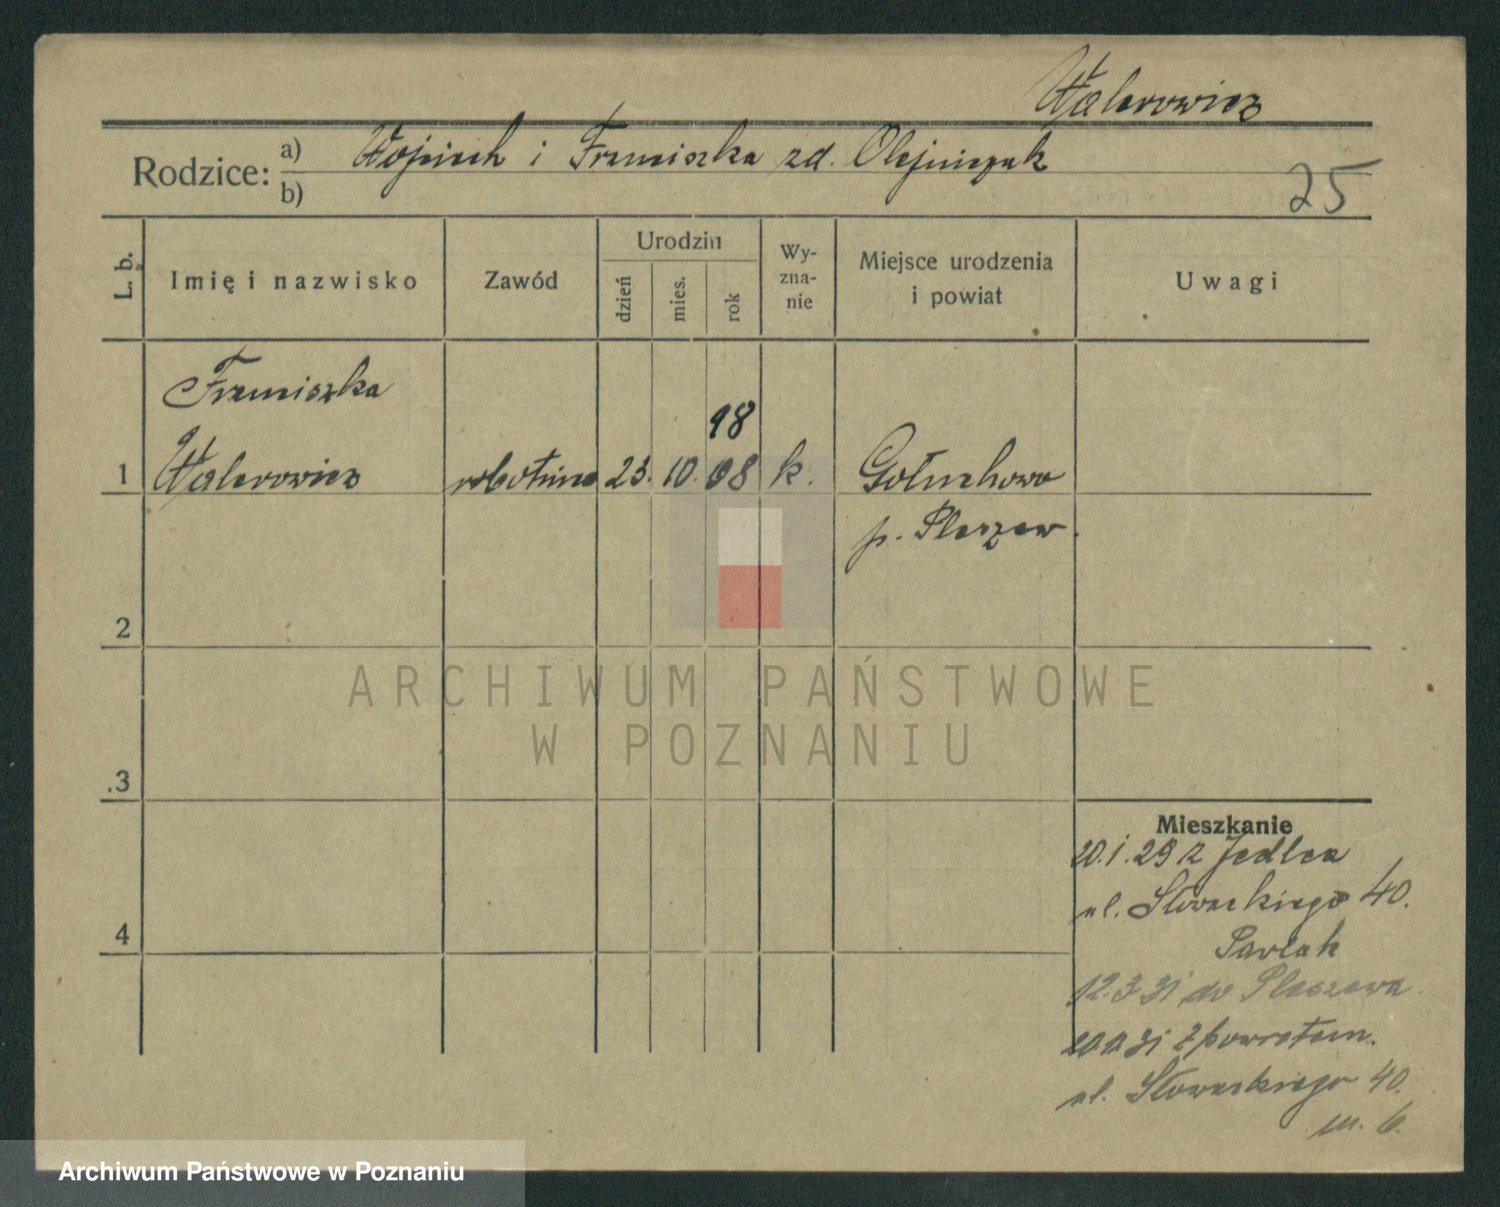 Walerowicz
Rodzice: a) Wojciech i Franciszka zd. Olejniczak
b)
25
L. b.
Imię i nazwisko
Zawód
Urodzin
dzień
mies.
rok
Wy-
zna-
nie
Miejsce urodzenia
i powiat
Uwagi
Franciszka
98
1 Walerowicz robotnica 23. 10. 08 k. Gołuchowo
p. Pleszew.
2
ARCHIWUM PAŃSTWOWE
W POZNANIU
3
Mieszkanie
20.1.29 z Jedlca
ul. Słowackiego 40.
4
Pawlak
12.3.31 do Pleszewa
z powrotem.
ul. Słowackiego 40.
m. 6.
Archiwum Państwowe w Poznaniu